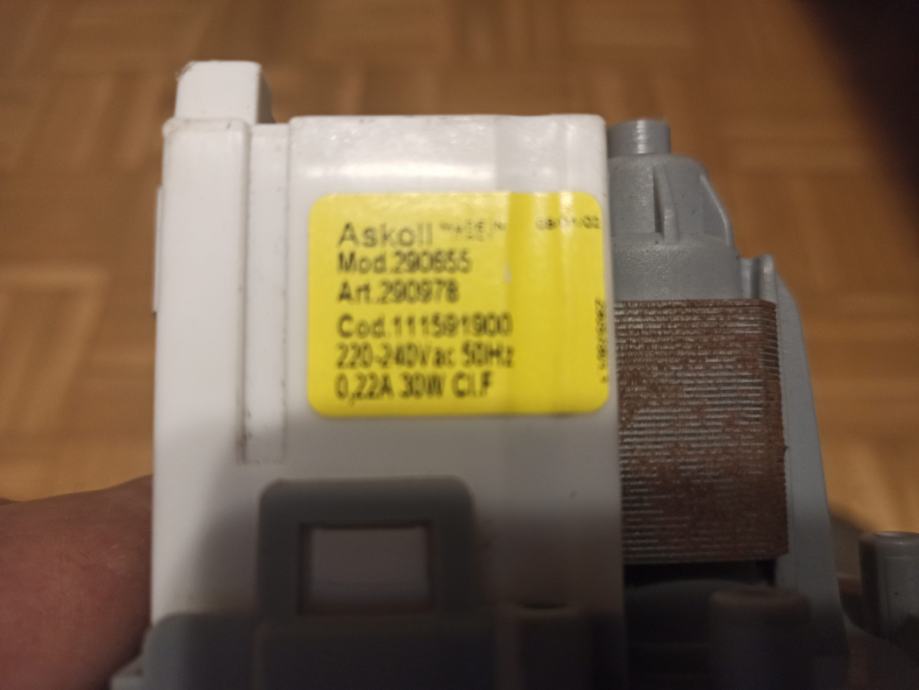 Askoll
Mod.290655
Art.290978
Cod.111591900
220-240Vac 50Hz
0,22A 30W Cl.F